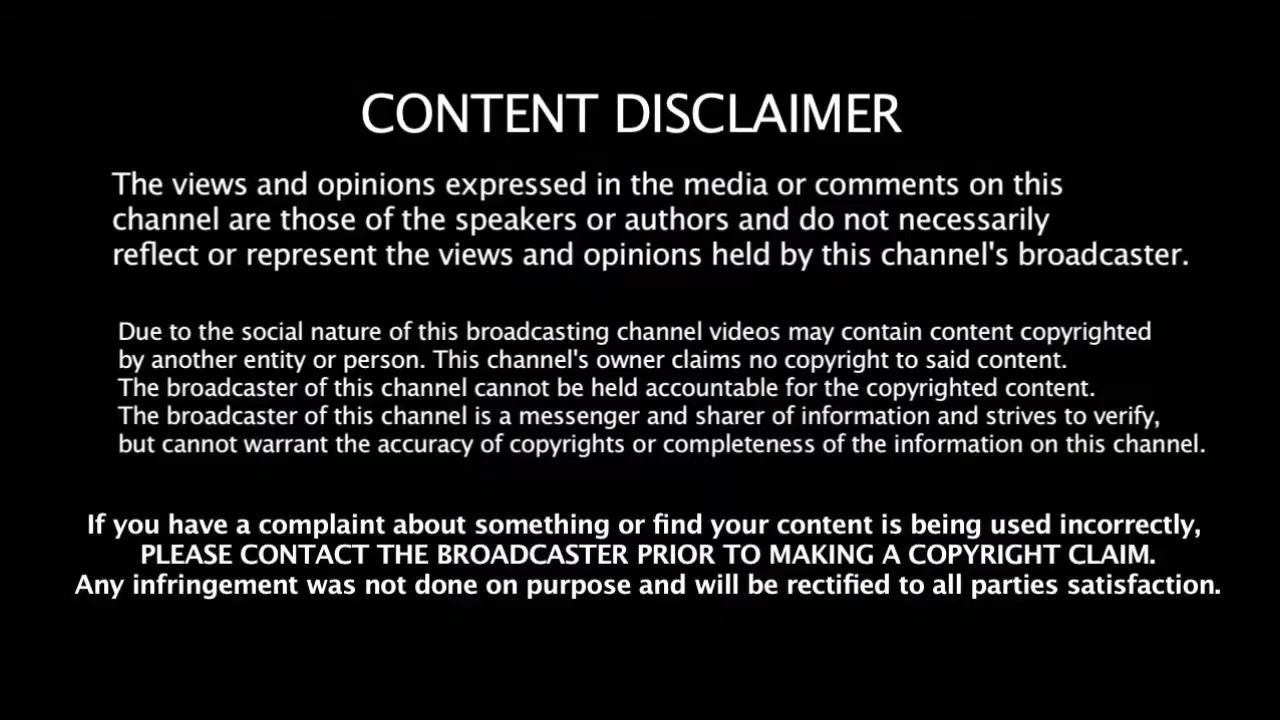 CONTENT DISCLAIMER
The views and opinions expressed in the media or comments on this
channel are those of the speakers or authors and do not necessarily
reflect or represent the views and opinions held by this channel's broadcaster.
Due to the social nature of this broadcasting channel videos may contain content copyrighted
by another entity or person. This channel's owner claims no copyright to said content.
The broadcaster of this channel cannot be held accountable for the copyrighted content.
The broadcaster of this channel is a messenger and sharer of information and strives to verify,
but cannot warrant the accuracy of copyrights or completeness of the information on this channel.
If you have a complaint about something or find your content is being used incorrectly,
PLEASE CONTACT THE BROADCASTER PRIOR TO MAKING A COPYRIGHT CLAIM.
Any infringement was not done on purpose and will be rectified to all parties satisfaction.